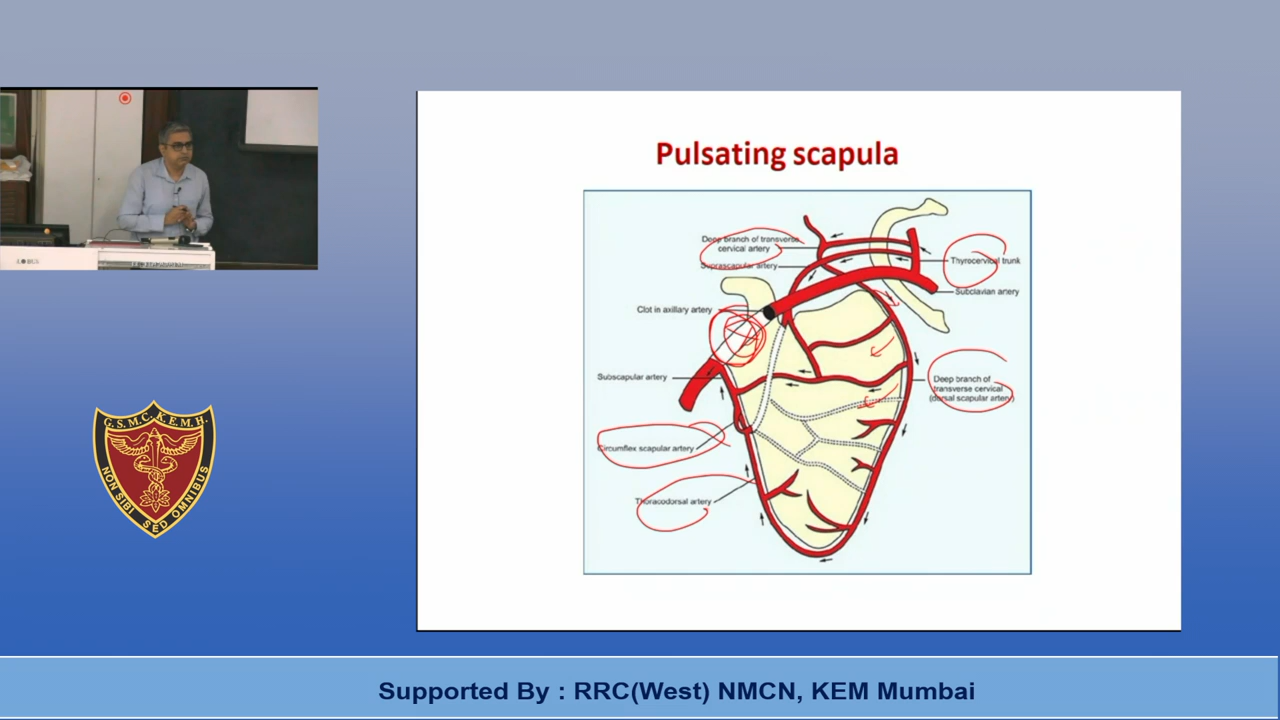 Pulsating scapula
Deep branch of transverse
cervical artery
Suprascapular artery
Thyrocervical trunk
Subclavian artery
Clot in axillary artery
Subscapular artery
Deep branch of
transverse cervical
(dorsal scapular artery)
Circumflex scapular artery
Thoracodorsal artery
G.S.M.C.K.E.M.H.
NON SIBI SED OMNIBUS
Supported By : RRC(West) NMCN, KEM Mumbai